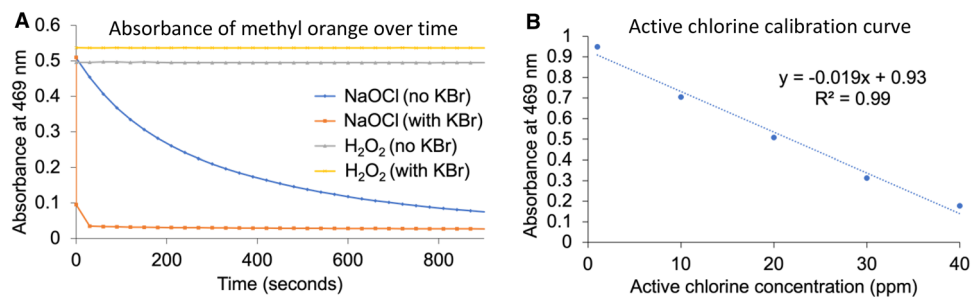 A
Absorbance of methyl orange over time
Absorbance at 469 nm
0.6
0.5
0.4
0.3
0.2
0.1
0
NaOCl (no KBr)
NaOCl (with KBr)
H₂O₂ (no KBr)
H₂O₂ (with KBr)
0 200 400 600 800
Time (seconds)
B
Active chlorine calibration curve
Absorbance at 469 nm
1
0.9
0.8
0.7
0.6
0.5
0.4
0.3
0.2
0.1
0
y = -0.019x + 0.93
R² = 0.99
0 10 20 30 40
Active chlorine concentration (ppm)